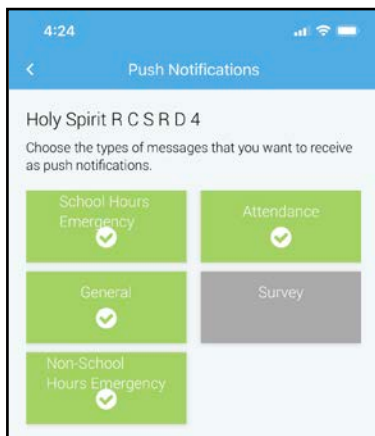 4:24
Push Notifications
Holy Spirit R C S R D 4
Choose the types of messages that you want to receive
as push notifications.
School Hours
Emergency
Attendance
General
Survey
Non-School
Hours Emergency